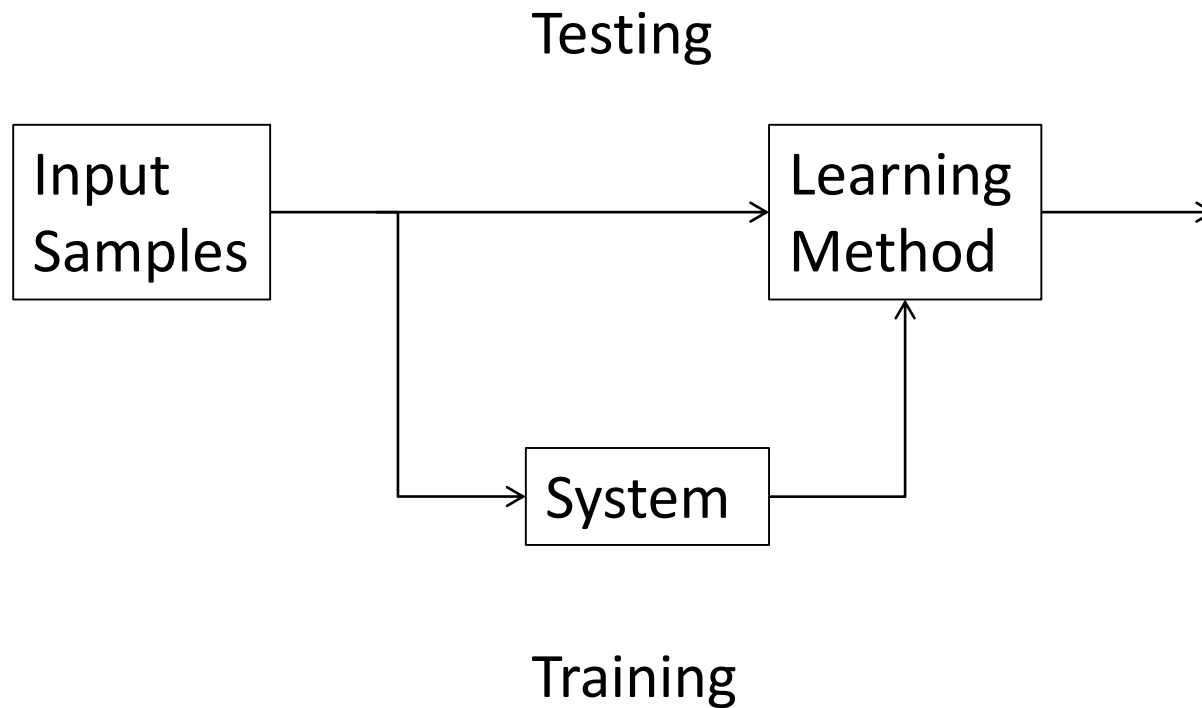 Testing
Input
Samples
Learning
Method
System
Training